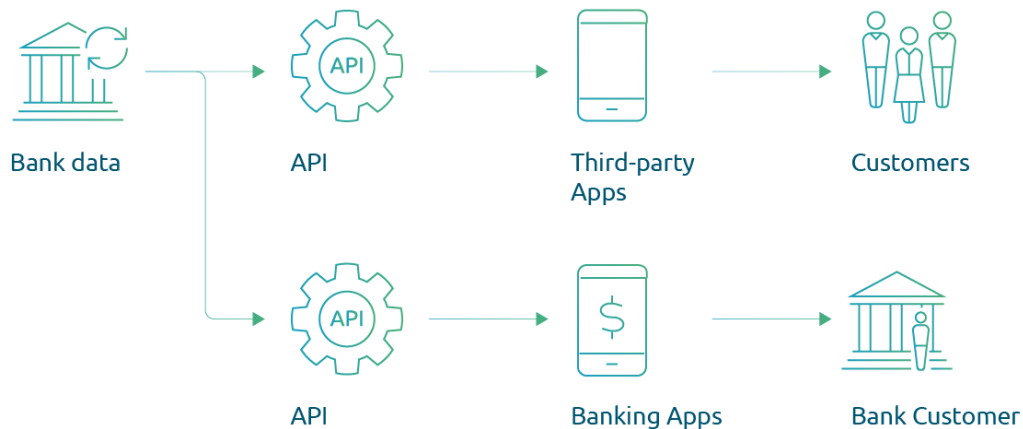 API
Bank data
API
Third-party
Apps
Customers
API
$
API
Banking Apps
Bank Customer